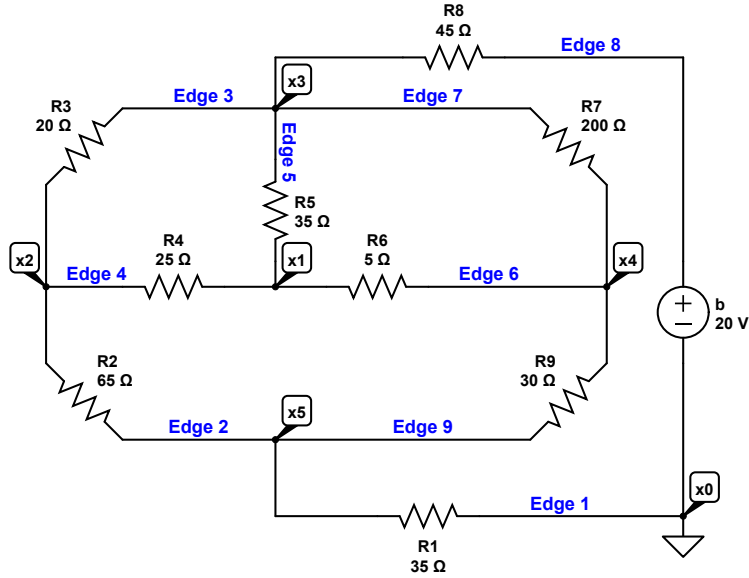 R8
45 Ω
Edge 8
x3
R3
20 Ω
Edge 3
Edge 7
R7
200 Ω
Edge 5
R5
35 Ω
x2
R4
25 Ω
Edge 4
x1
R6
5 Ω
Edge 6
x4
+
−
b
20 V
R2
65 Ω
R9
30 Ω
Edge 2
x5
Edge 9
x0
Edge 1
R1
35 Ω